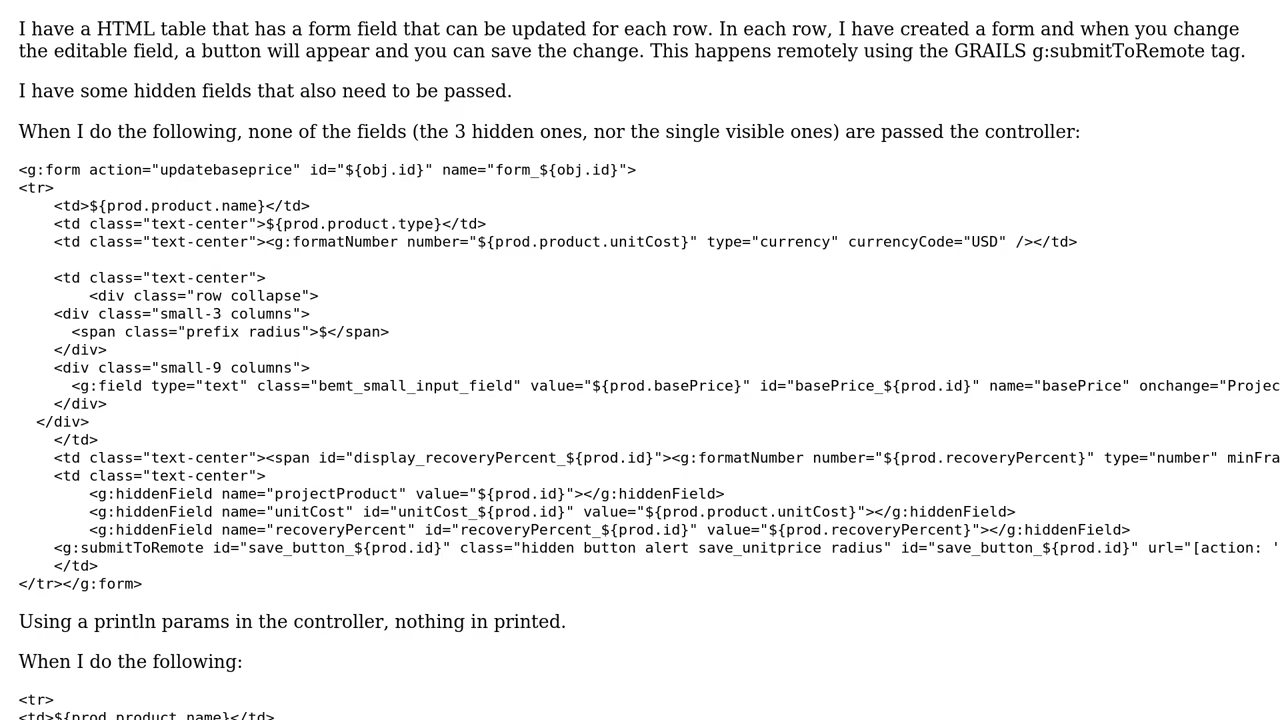 I have a HTML table that has a form field that can be updated for each row. In each row, I have created a form and when you change
the editable field, a button will appear and you can save the change. This happens remotely using the GRAILS g:submitToRemote tag.
I have some hidden fields that also need to be passed.
When I do the following, none of the fields (the 3 hidden ones, nor the single visible ones) are passed the controller:
<g:form action="updatebaseprice" id="${obj.id}" name="form_${obj.id}">
<tr>
    <td>${prod.product.name}</td>
    <td class="text-center">${prod.product.type}</td>
    <td class="text-center"><g:formatNumber number="${prod.product.unitCost}" type="currency" currencyCode="USD" /></td>
    <td class="text-center">
        <div class="row collapse">
    <div class="small-3 columns">
      <span class="prefix radius">$</span>
    </div>
    <div class="small-9 columns">
      <g:field type="text" class="bemt_small_input_field" value="${prod.basePrice}" id="basePrice_${prod.id}" name="basePrice" onchange="Projec
    </div>
  </div>
    </td>
    <td class="text-center"><span id="display_recoveryPercent_${prod.id}"><g:formatNumber number="${prod.recoveryPercent}" type="number" minFra
    <td class="text-center">
        <g:hiddenField name="projectProduct" value="${prod.id}"></g:hiddenField>
        <g:hiddenField name="unitCost" id="unitCost_${prod.id}" value="${prod.product.unitCost}"></g:hiddenField>
        <g:hiddenField name="recoveryPercent" id="recoveryPercent_${prod.id}" value="${prod.recoveryPercent}"></g:hiddenField>
    <g:submitToRemote id="save_button_${prod.id}" class="hidden button alert save_unitprice radius" id="save_button_${prod.id}" url="[action: '
    </td>
</tr></g:form>
Using a println params in the controller, nothing in printed.
When I do the following:
<tr>
<td>${prod.product.name}</td>